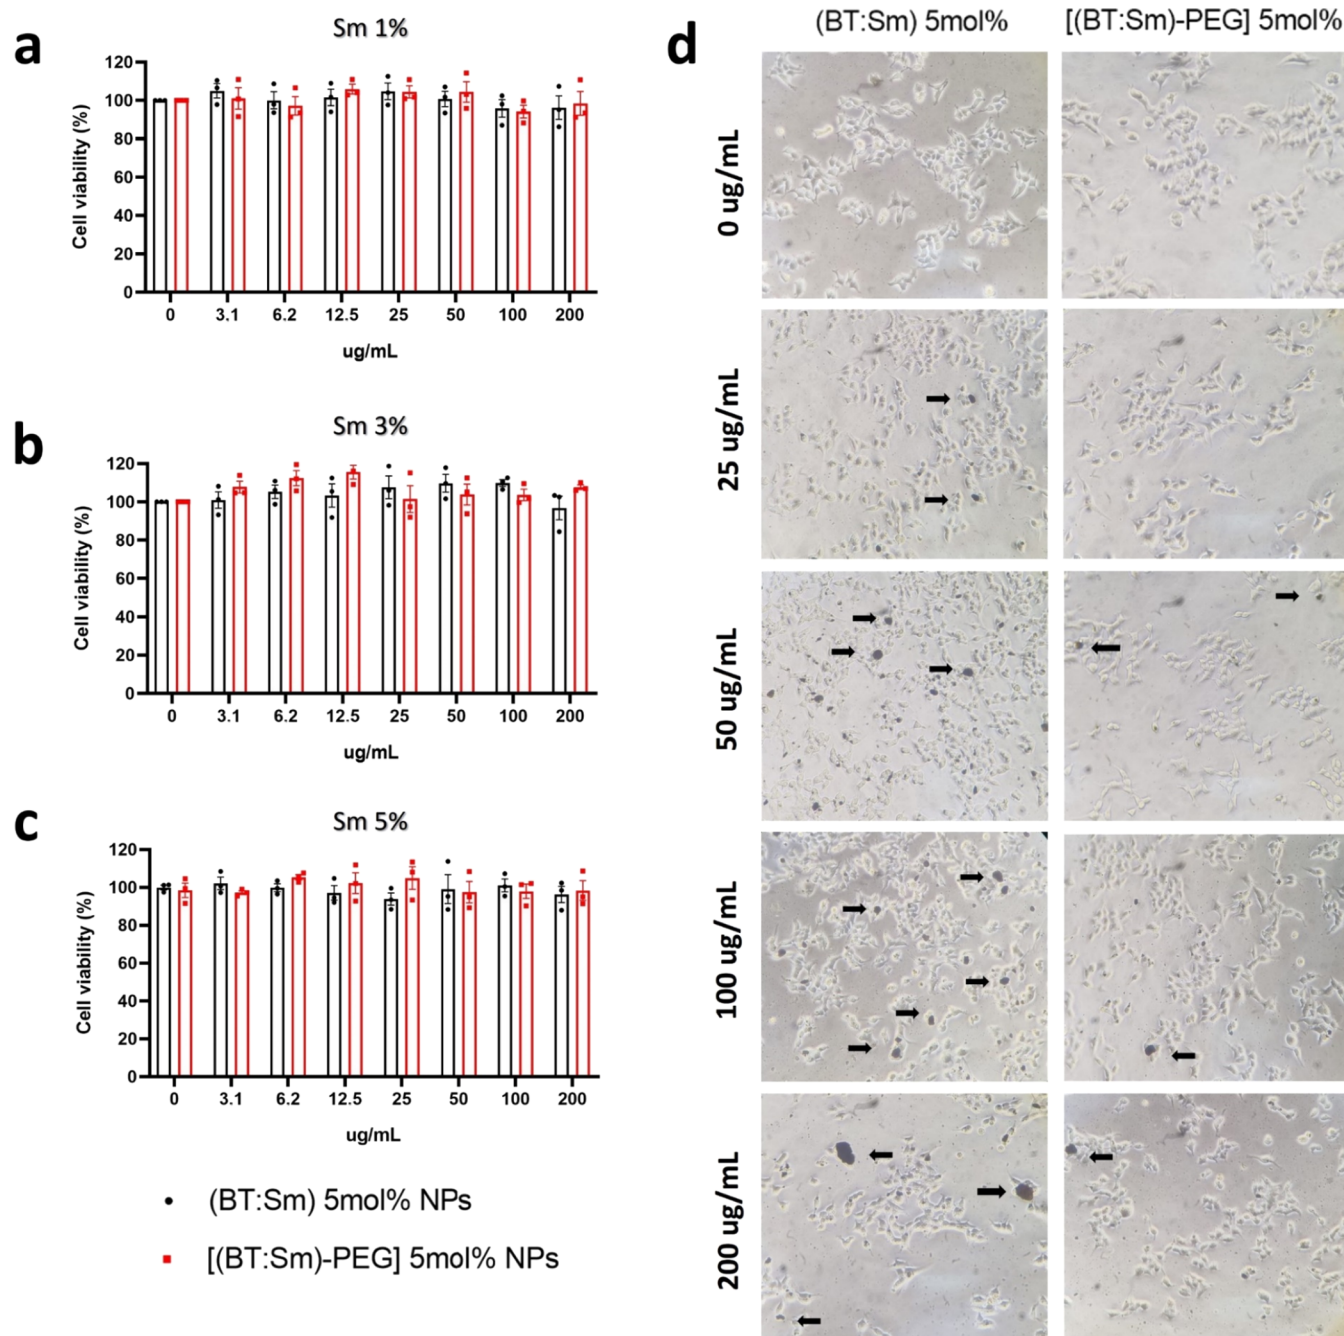 a
Sm 1%
120
100
80
60
40
20
0
Cell viability (%)
0 3.1 6.2 12.5 25 50 100 200
ug/mL
b
Sm 3%
120
100
80
60
40
20
0
Cell viability (%)
0 3.1 6.2 12.5 25 50 100 200
ug/mL
c
Sm 5%
120
100
80
60
40
20
0
Cell viability (%)
0 3.1 6.2 12.5 25 50 100 200
ug/mL
(BT:Sm) 5mol% NPs
[(BT:Sm)-PEG] 5mol% NPs
d
(BT:Sm) 5mol% [(BT:Sm)-PEG] 5mol%
0 ug/mL
25 ug/mL
50 ug/mL
100 ug/mL
200 ug/mL